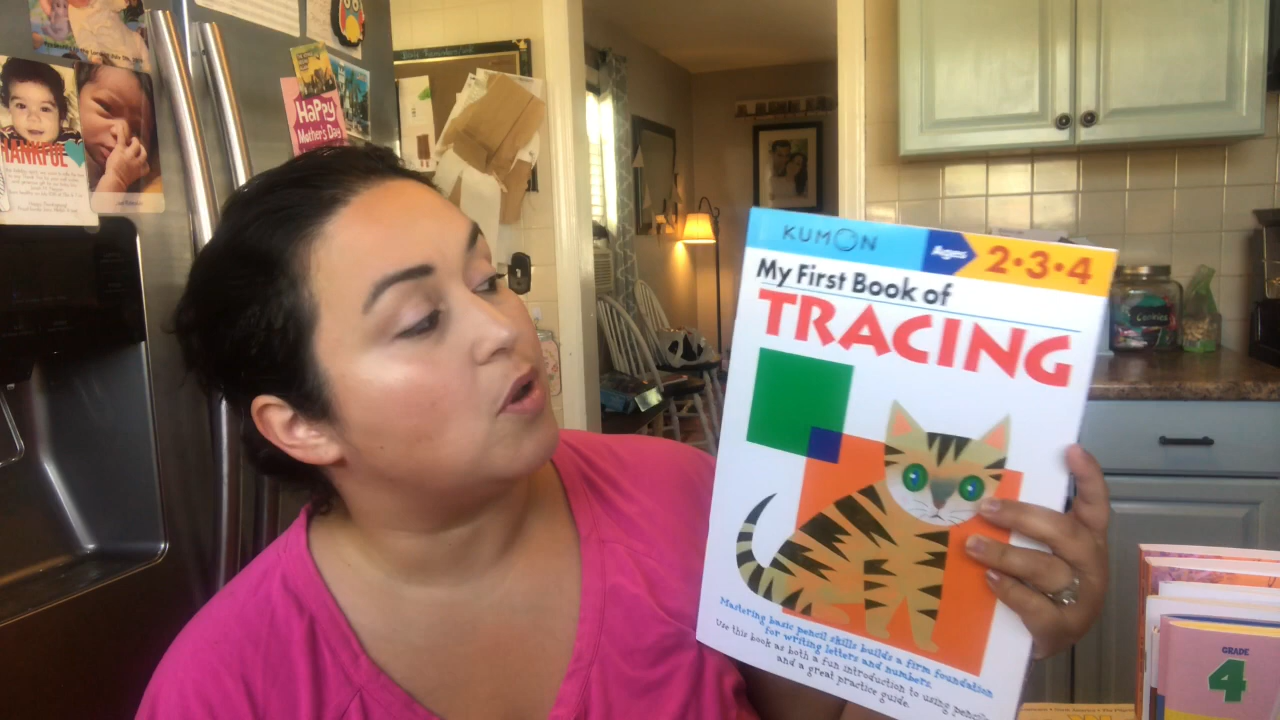 HANKFUL
Happy
Mother's Day
KUMON
Ages
2•3•4
My First Book of
TRACING
Mastering basic pencil skills builds a firm foundation
for writing letters and numbers.
Use this book as both a fun introduction to using pencils
and a great practice guide.
Cookies
GRADE
4